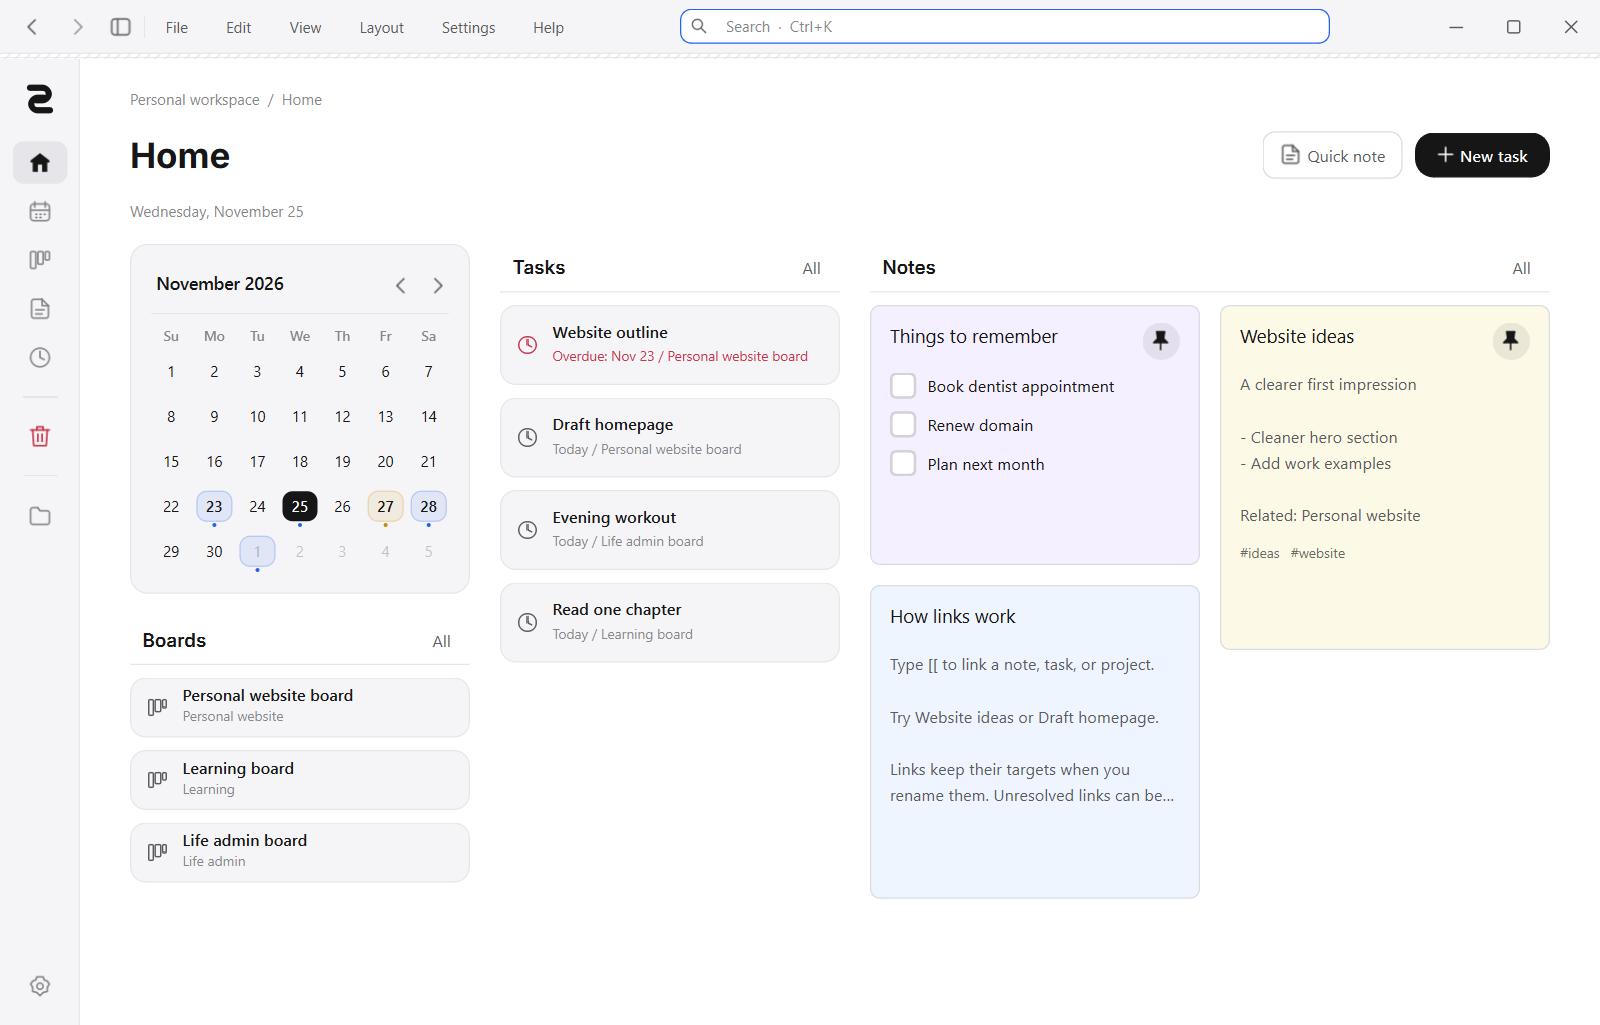 File Edit View Layout Settings Help
Search · Ctrl+K
Personal workspace / Home
Home
Quick note
New task
Wednesday, November 25
November 2026
Su Mo Tu We Th Fr Sa
1 2 3 4 5 6 7
8 9 10 11 12 13 14
15 16 17 18 19 20 21
22 23 24 25 26 27 28
29 30 1 2 3 4 5
Boards All
Personal website board
Personal website
Learning board
Learning
Life admin board
Life admin
Tasks All
Website outline
Overdue: Nov 23 / Personal website board
Draft homepage
Today / Personal website board
Evening workout
Today / Life admin board
Read one chapter
Today / Learning board
Notes All
Things to remember
Book dentist appointment
Renew domain
Plan next month
How links work
Type [[ to link a note, task, or project.
Try Website ideas or Draft homepage.
Links keep their targets when you
rename them. Unresolved links can be...
Website ideas
A clearer first impression
- Cleaner hero section
- Add work examples
Related: Personal website
#ideas #website